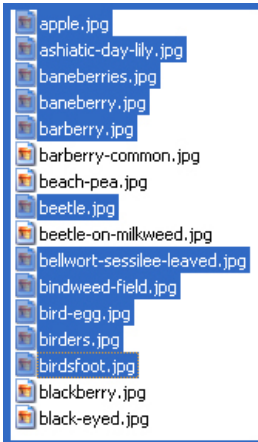 apple.jpg
ashiatic-day-lily.jpg
baneberries.jpg
baneberry.jpg
barberry.jpg
barberry-common.jpg
beach-pea.jpg
beetle.jpg
beetle-on-milkweed.jpg
bellwort-sessilee-leaved.jpg
bindweed-field.jpg
bird-egg.jpg
birders.jpg
birdsfoot.jpg
blackberry.jpg
black-eyed.jpg